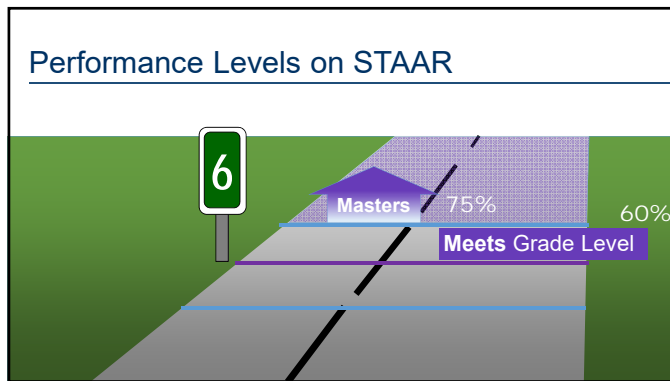 Performance Levels on STAAR
6
Masters
75%
60%
Meets Grade Level